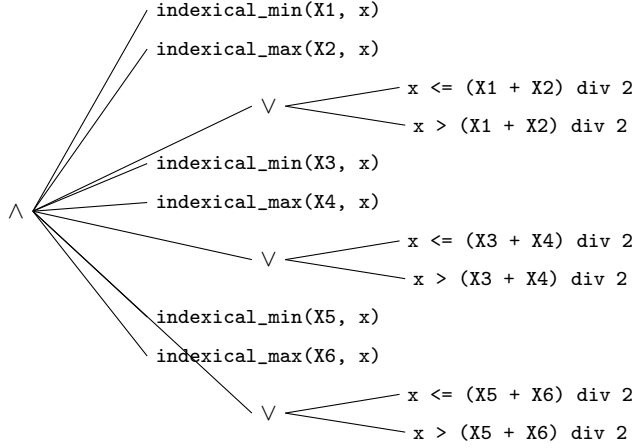 indexical_min(X1, x)
indexical_max(X2, x)
x <= (X1 + X2) div 2
∨
x > (X1 + X2) div 2
indexical_min(X3, x)
indexical_max(X4, x)
∧
x <= (X3 + X4) div 2
∨
x > (X3 + X4) div 2
indexical_min(X5, x)
indexical_max(X6, x)
x <= (X5 + X6) div 2
∨
x > (X5 + X6) div 2